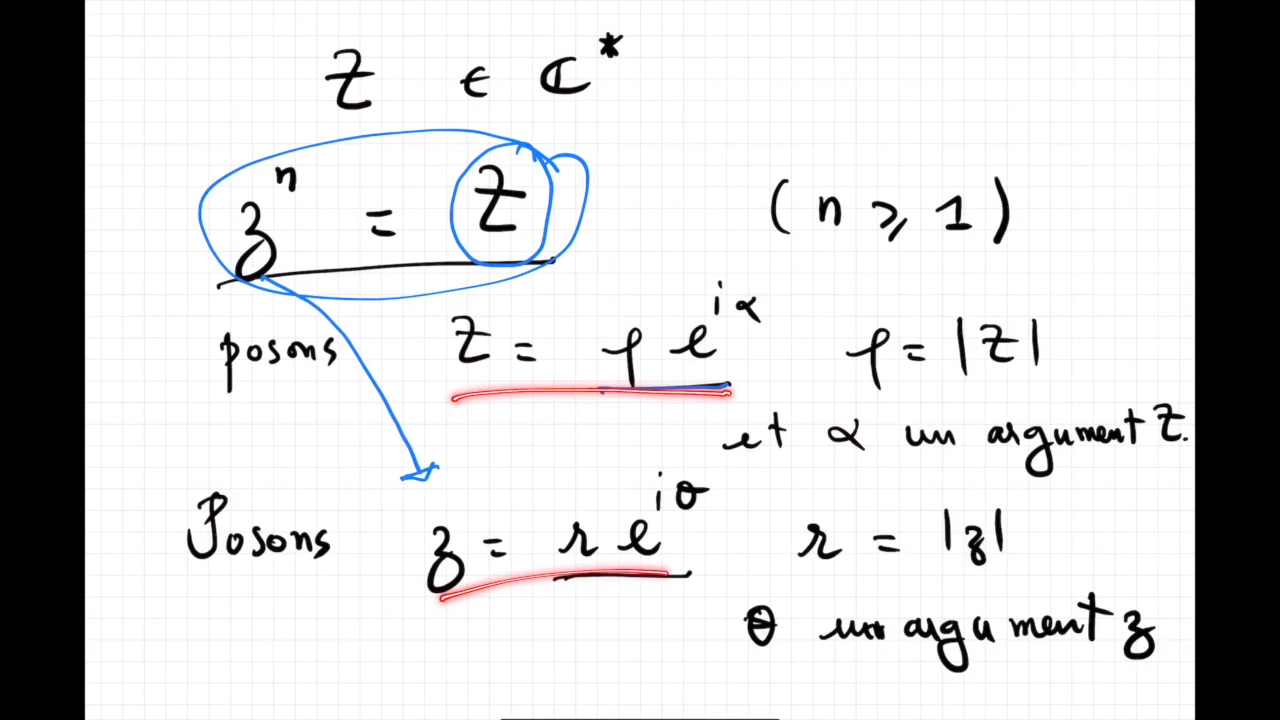 Z ∈ ℂ*
z^n = Z (n ⩾ 1)
posons Z = ρ e^{iα} ρ = |Z|
et α un argument Z.
Posons z = r e^{iθ} r = |z|
θ un argument z